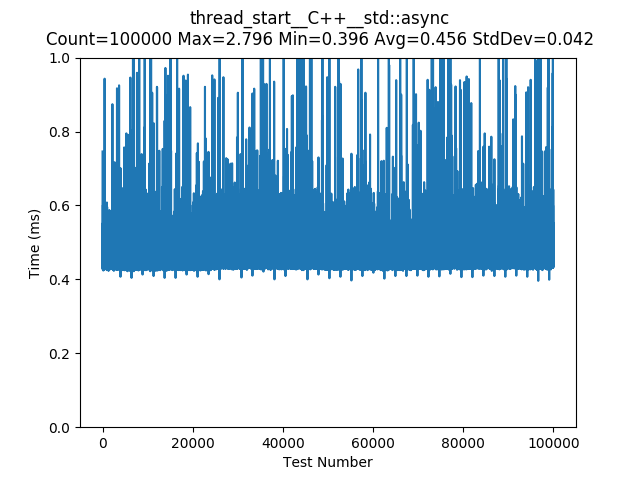 thread_start__C++__std::async
Count=100000 Max=2.796 Min=0.396 Avg=0.456 StdDev=0.042
1.0
0.8
0.6
0.4
0.2
0.0
Time (ms)
0 20000 40000 60000 80000 100000
Test Number